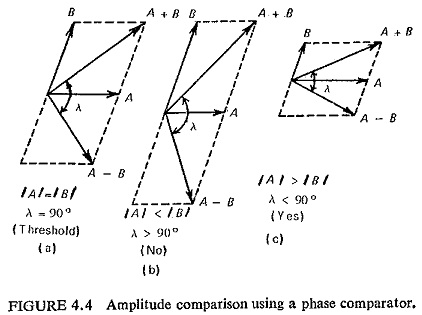 B
A + B
λ
A
A − B
/A/=/B/
λ = 90°
(Threshold)
(a)
B
A + B
λ
A
A − B
/A/ < /B/
λ > 90°
(No)
(b)
B
A + B
λ
A
A − B
/A/ > /B/
λ < 90°
(Yes)
(c)
FIGURE 4.4 Amplitude comparison using a phase comparator.